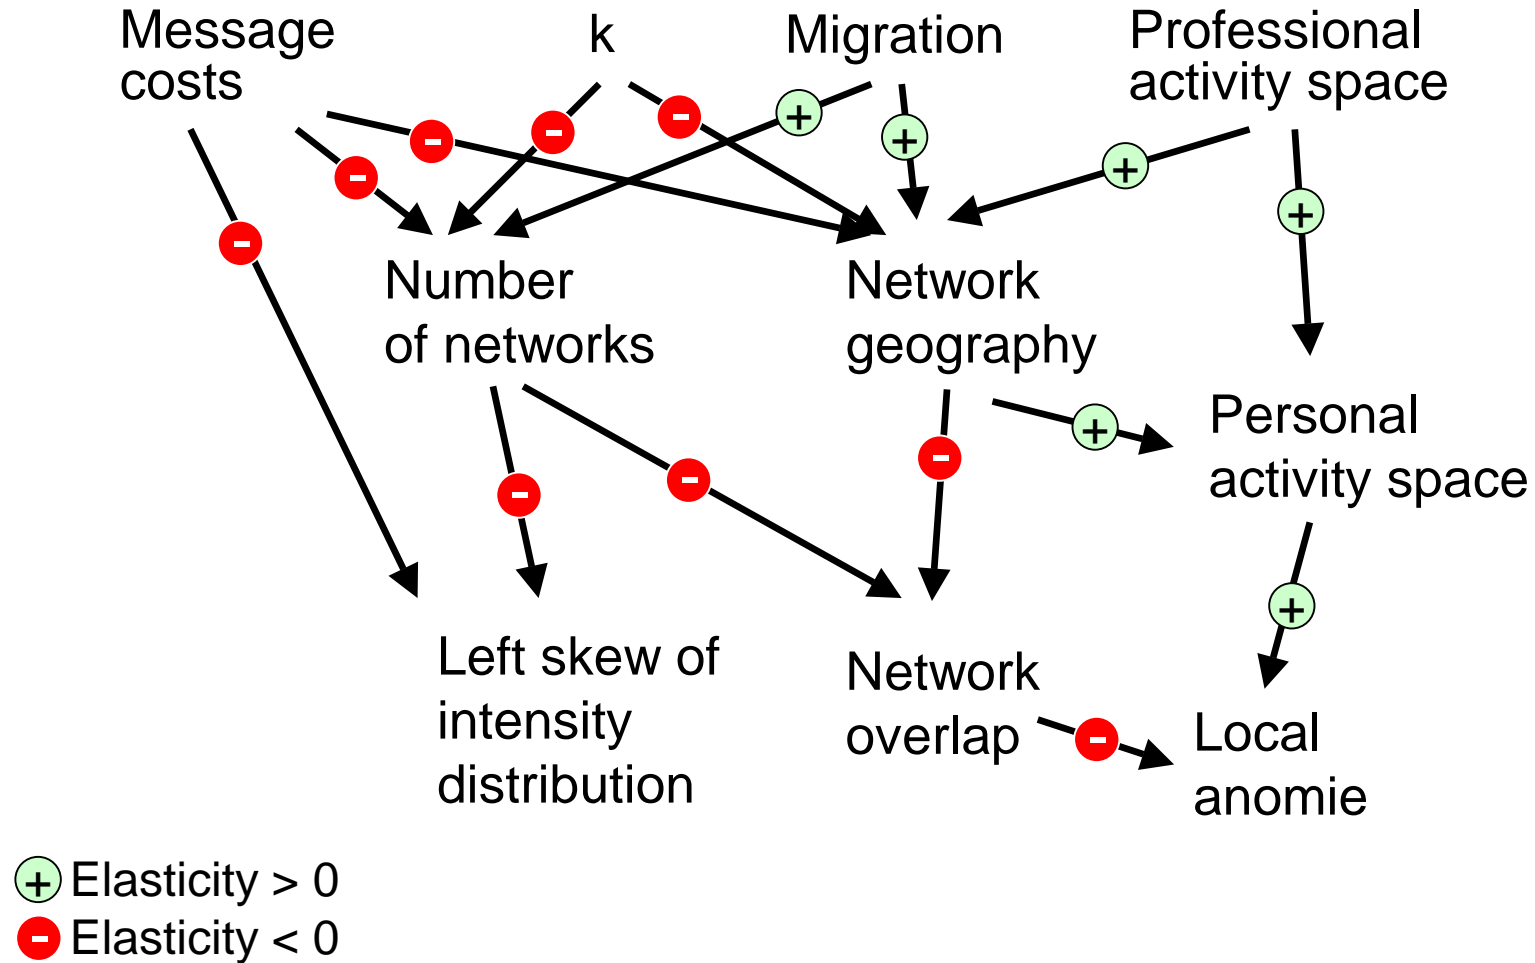 Message
costs
k
Migration
Professional
activity space
-
-
-
-
-
+
+
+
+
Number
of networks
Network
geography
-
-
-
+
Personal
activity space
+
Left skew of
intensity
distribution
Network
overlap
-
Local
anomie
+ Elasticity > 0
- Elasticity < 0